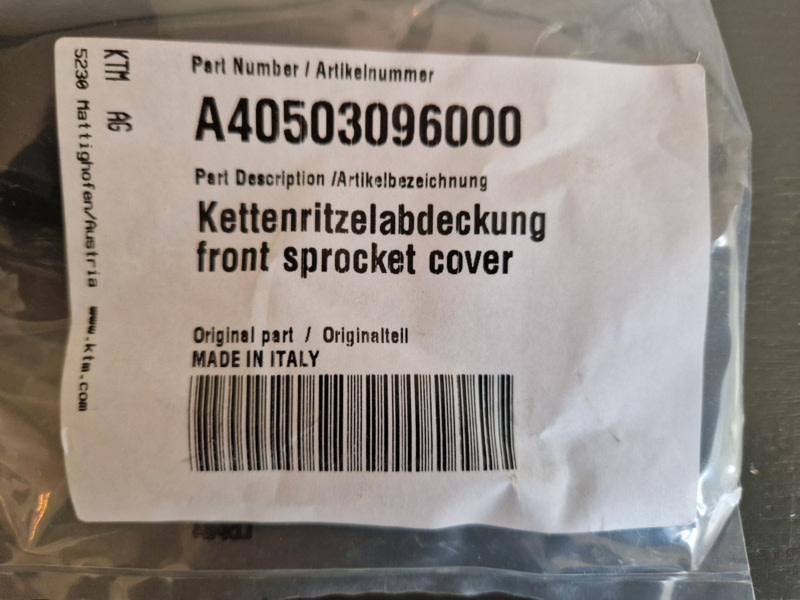 KTM AG
5230 Mattighofen/Austria www.ktm.com
Part Number / Artikelnummer
A40503096000
Part Description /Artikelbezeichnung
Kettenritzelabdeckung
front sprocket cover
Original part / Originalteil
MADE IN ITALY